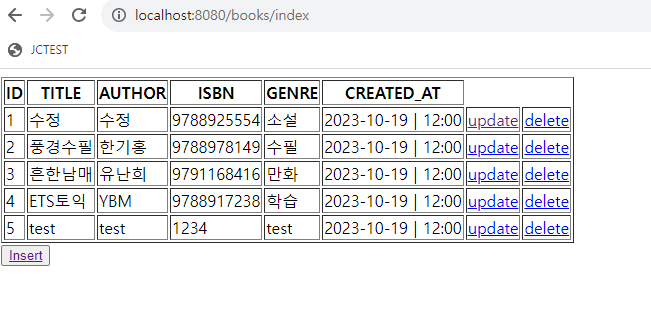 localhost:8080/books/index
JCTEST
ID TITLE AUTHOR ISBN GENRE CREATED_AT
1 수정 수정 9788925554 소설 2023-10-19 | 12:00 update delete
2 풍경수필 한기홍 9788978149 수필 2023-10-19 | 12:00 update delete
3 흔한남매 유난희 9791168416 만화 2023-10-19 | 12:00 update delete
4 ETS토익 YBM 9788917238 학습 2023-10-19 | 12:00 update delete
5 test test 1234 test 2023-10-19 | 12:00 update delete
Insert